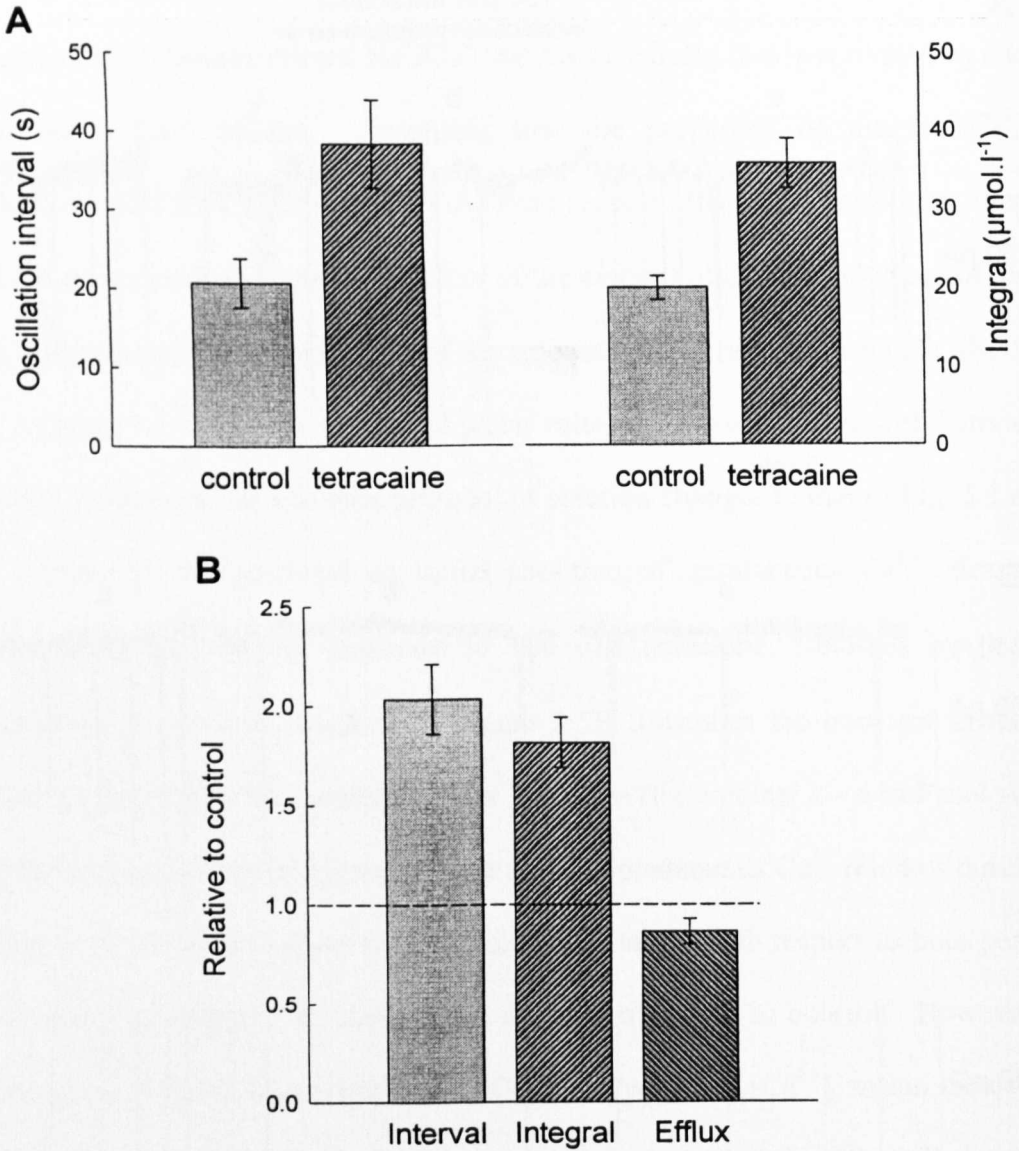 A
50
40
30
20
10
0
Oscillation interval (s)
control tetracaine
50
40
30
20
10
0
Integral (µmol.l⁻¹)
control tetracaine
B
2.5
2.0
1.5
1.0
0.5
0.0
Relative to control
Interval Integral Efflux